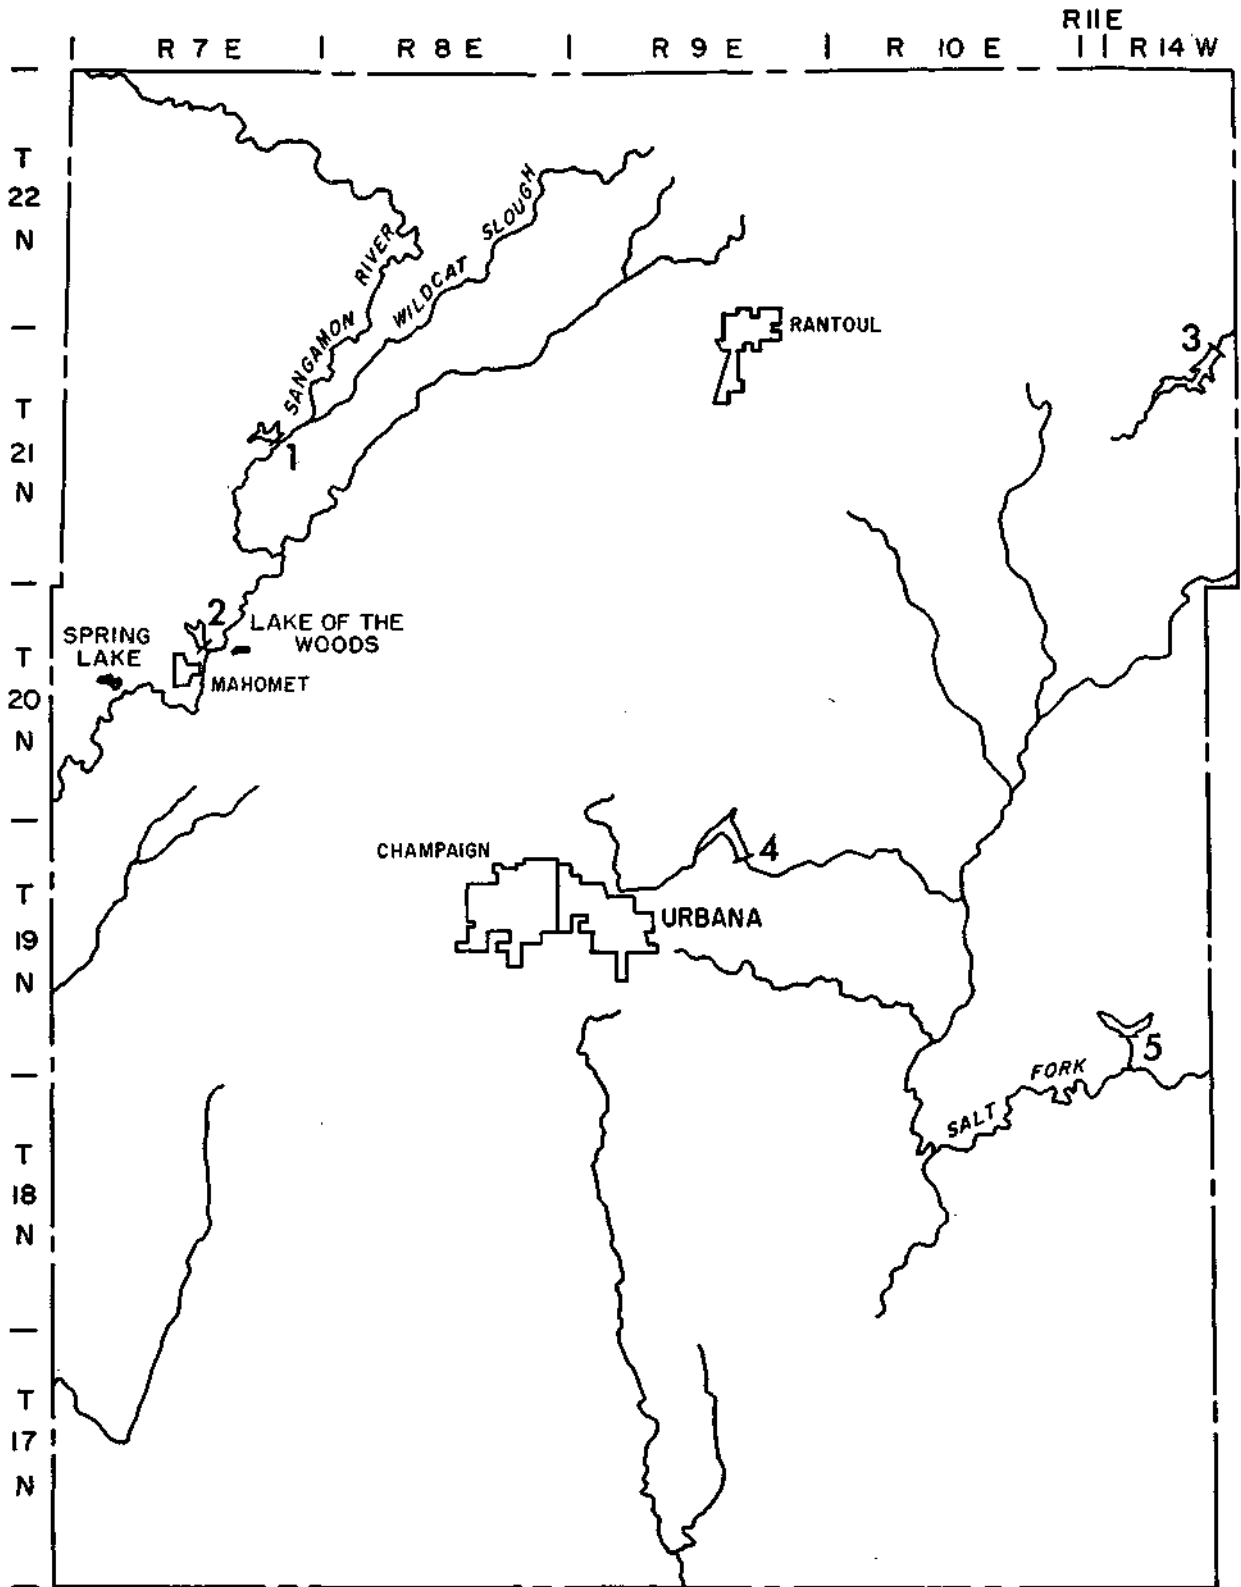 R 11 E
R 7 E
R 8 E
R 9 E
R 10 E
R 14 W
T
22
N
SANGAMON RIVER
WILDCAT SLOUGH
RANTOUL
3
T
21
N
1
2
LAKE OF THE
WOODS
SPRING
LAKE
MAHOMET
T
20
N
CHAMPAIGN
4
URBANA
T
19
N
5
SALT FORK
T
18
N
T
17
N